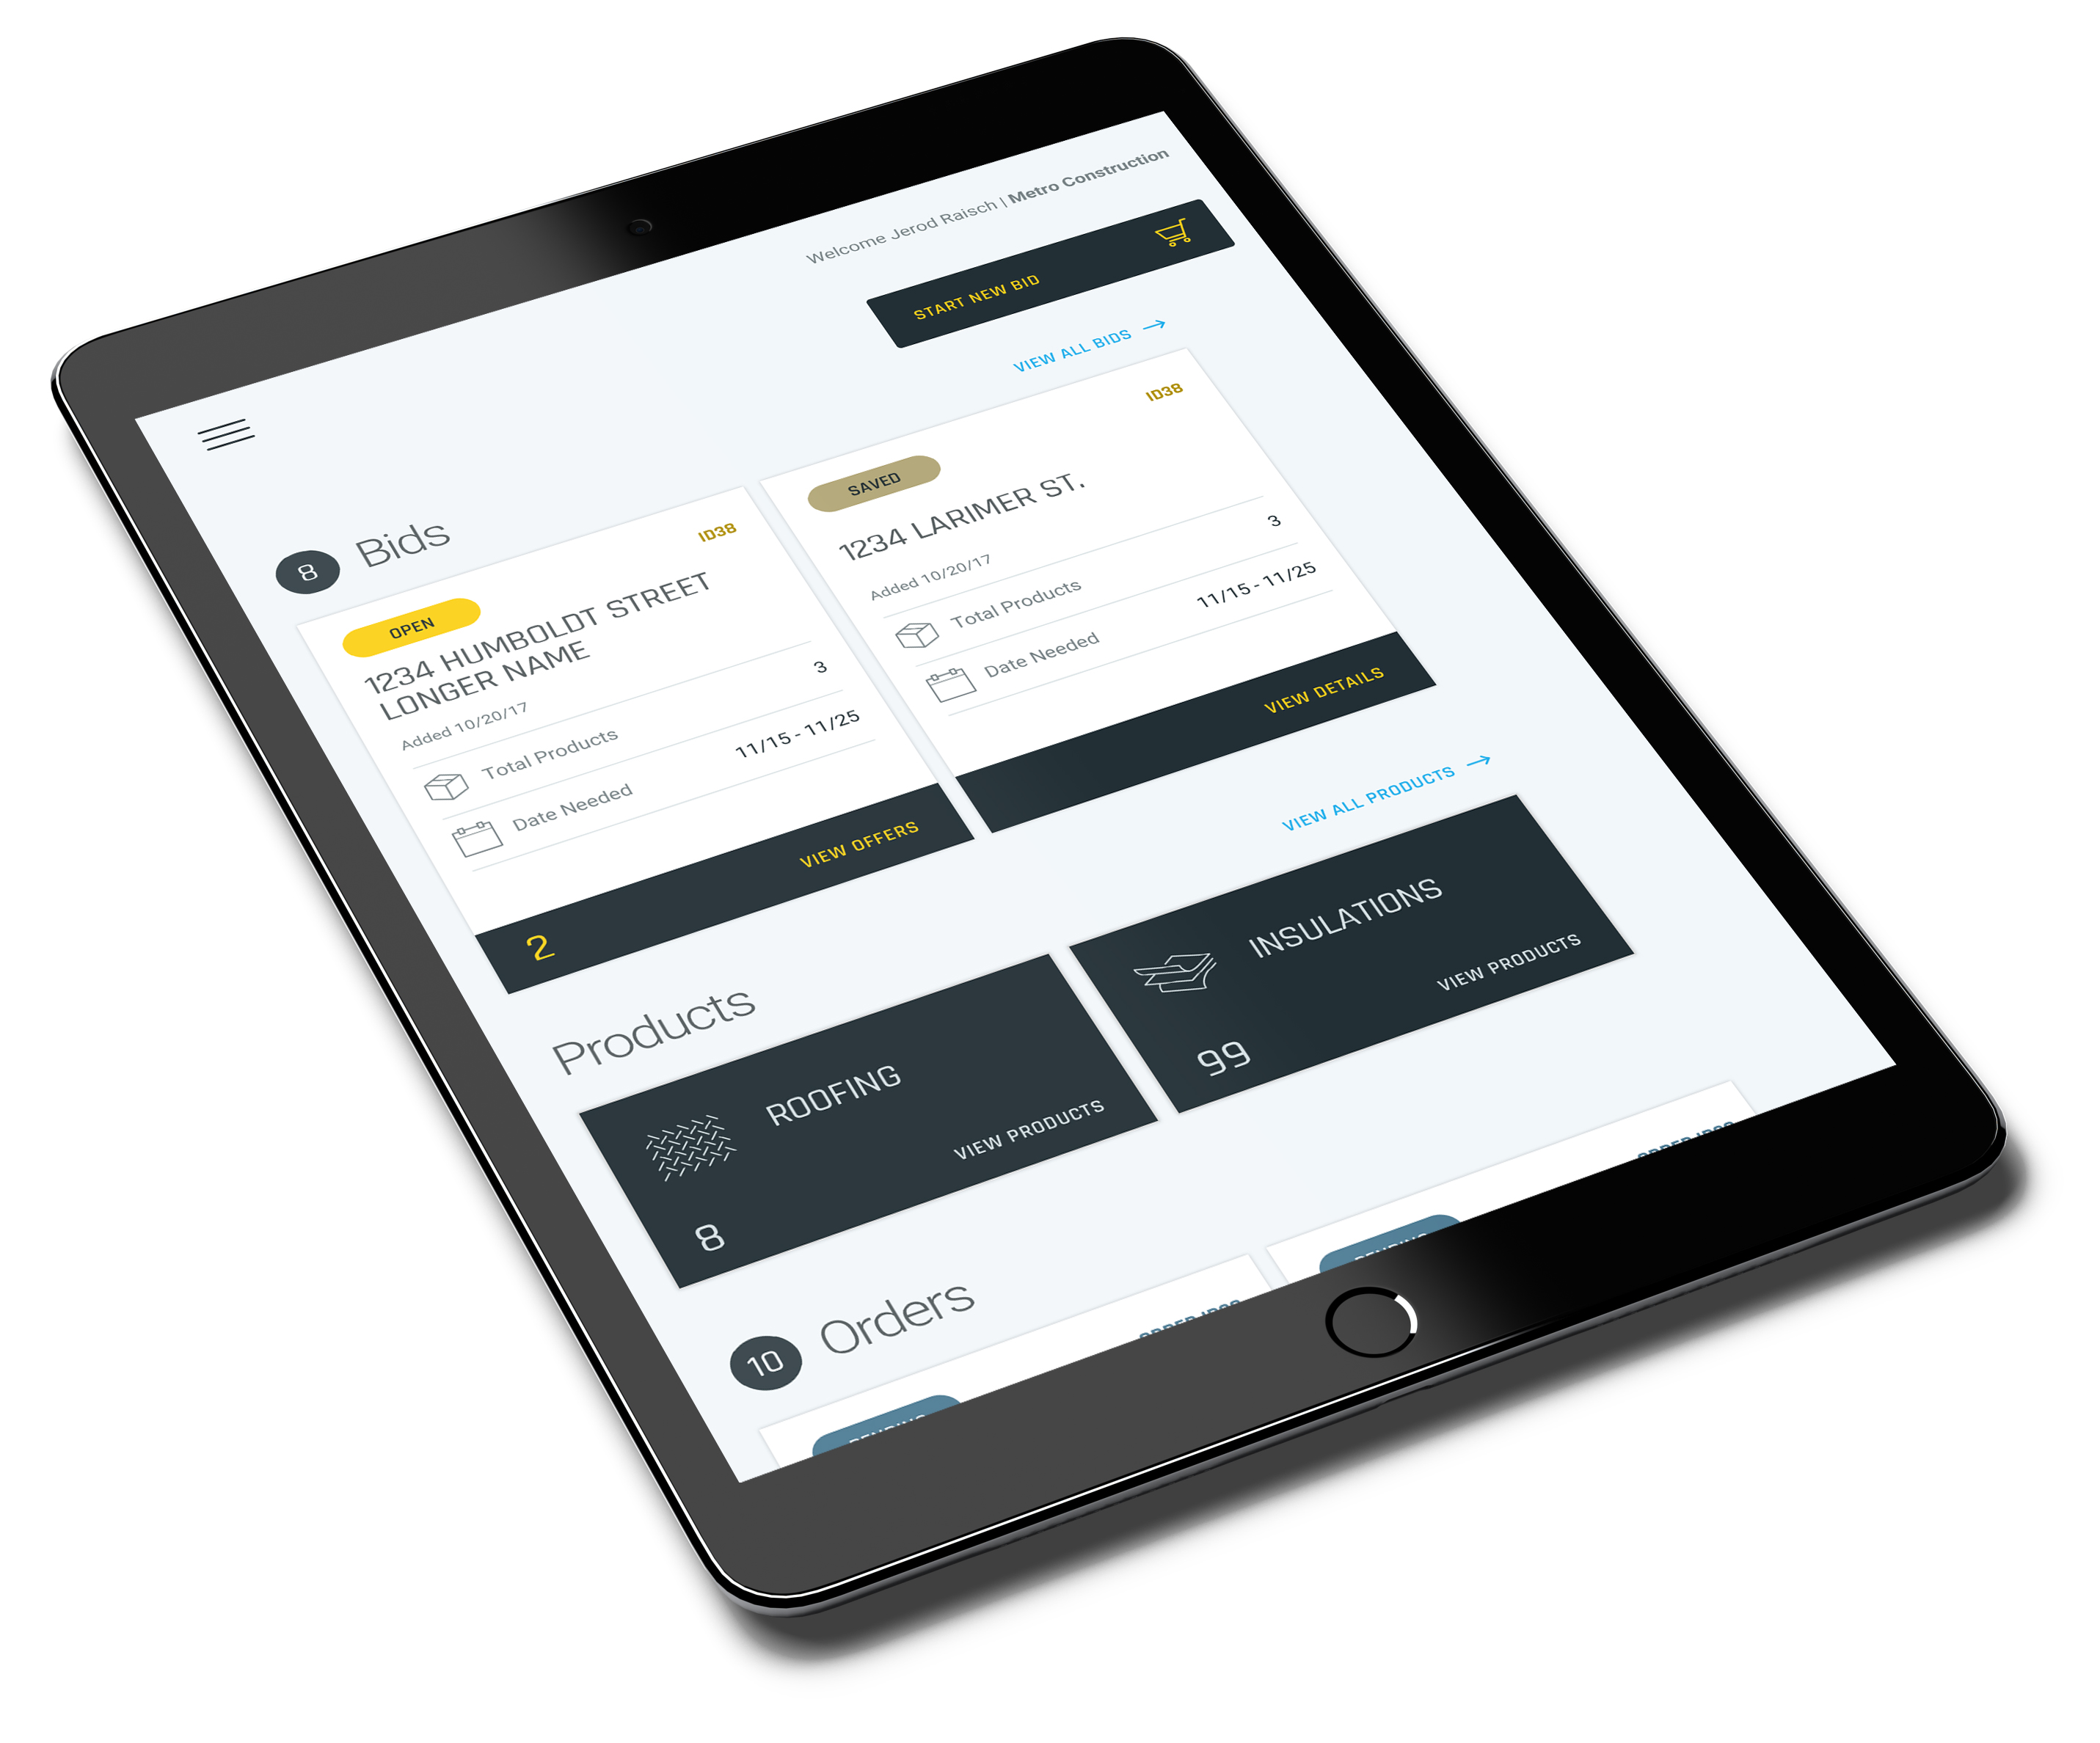 Welcome Jerod Raisch | Metro Construction
START NEW BID
8 Bids
VIEW ALL BIDS →
OPEN
ID38
1234 HUMBOLDT STREET
LONGER NAME
Added 10/20/17
Total Products 3
Date Needed 11/15 - 11/25
2 VIEW OFFERS
SAVED
ID38
1234 LARIMER ST.
Added 10/20/17
Total Products 3
Date Needed 11/15 - 11/25
VIEW DETAILS
Products
VIEW ALL PRODUCTS →
ROOFING
8 VIEW PRODUCTS
INSULATIONS
99 VIEW PRODUCTS
10 Orders